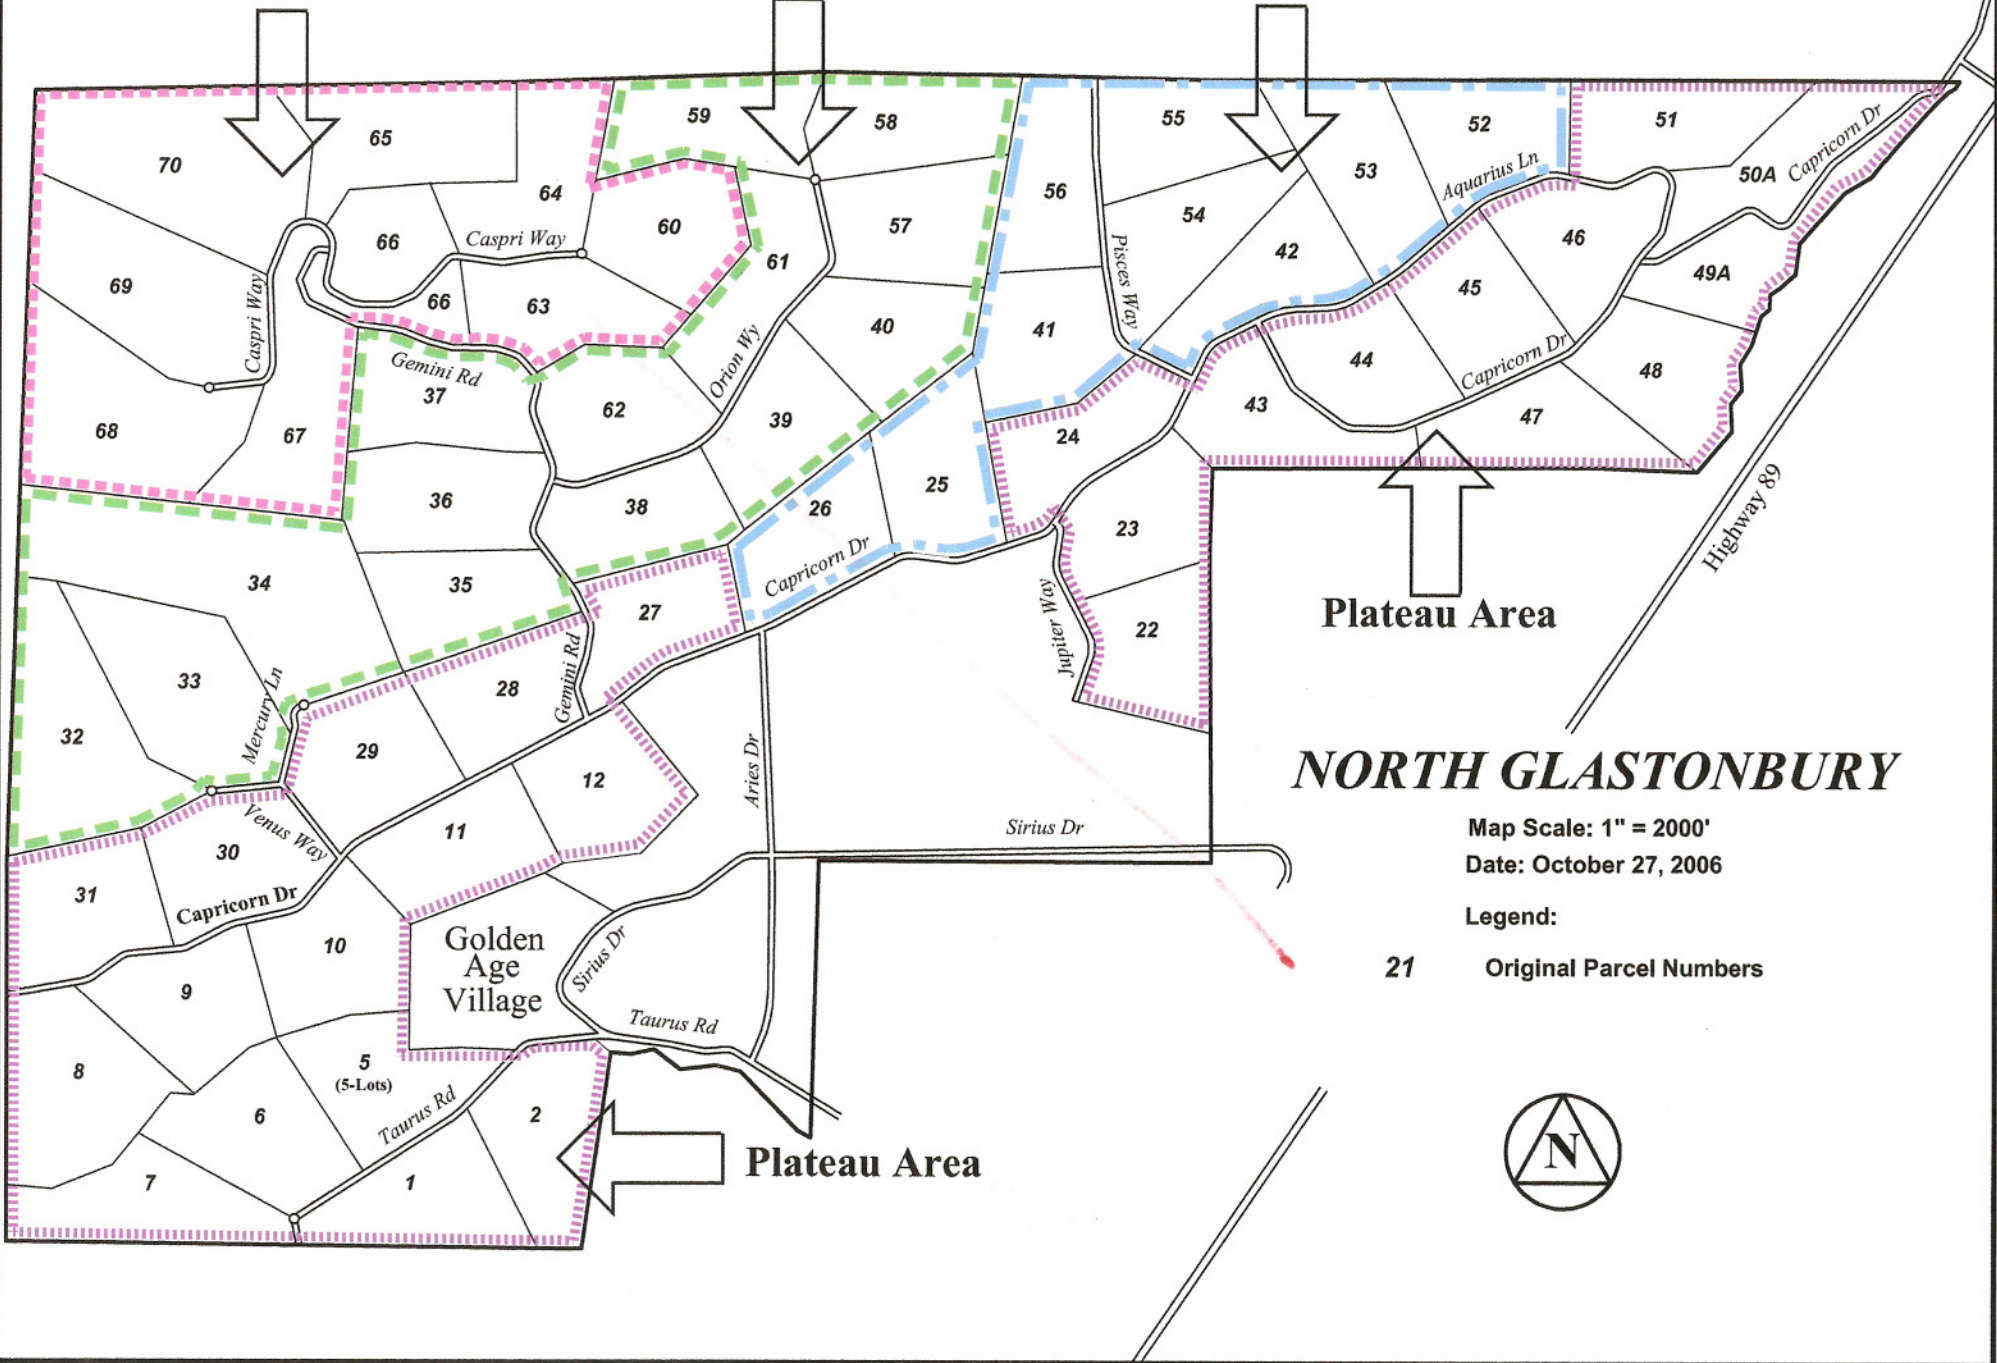 59
58
55
52
51
65
70
50A
Capricorn Dr
64
56
53
Aquarius Ln
54
60
57
46
66
Caspri Way
42
61
Pisces Way
49A
69
Caspri Way
66
63
45
40
41
Gemini Rd
Orion Wy
44
Capricorn Dr
48
37
62
43
68
67
39
24
47
36
38
26
25
23
Highway 89
34
35
Capricorn Dr
27
Jupiter Way
22
Plateau Area
33
28
Gemini Rd
Mercury Ln
32
29
12
Aries Dr
NORTH GLASTONBURY
Venus Way
11
Sirius Dr
Map Scale: 1" = 2000'
30
Date: October 27, 2006
31
Capricorn Dr
Legend:
10
Golden
Age
Village
Sirius Dr
21 Original Parcel Numbers
9
Taurus Rd
8
5
(5-Lots)
6
Taurus Rd
2
N
7
1
Plateau Area